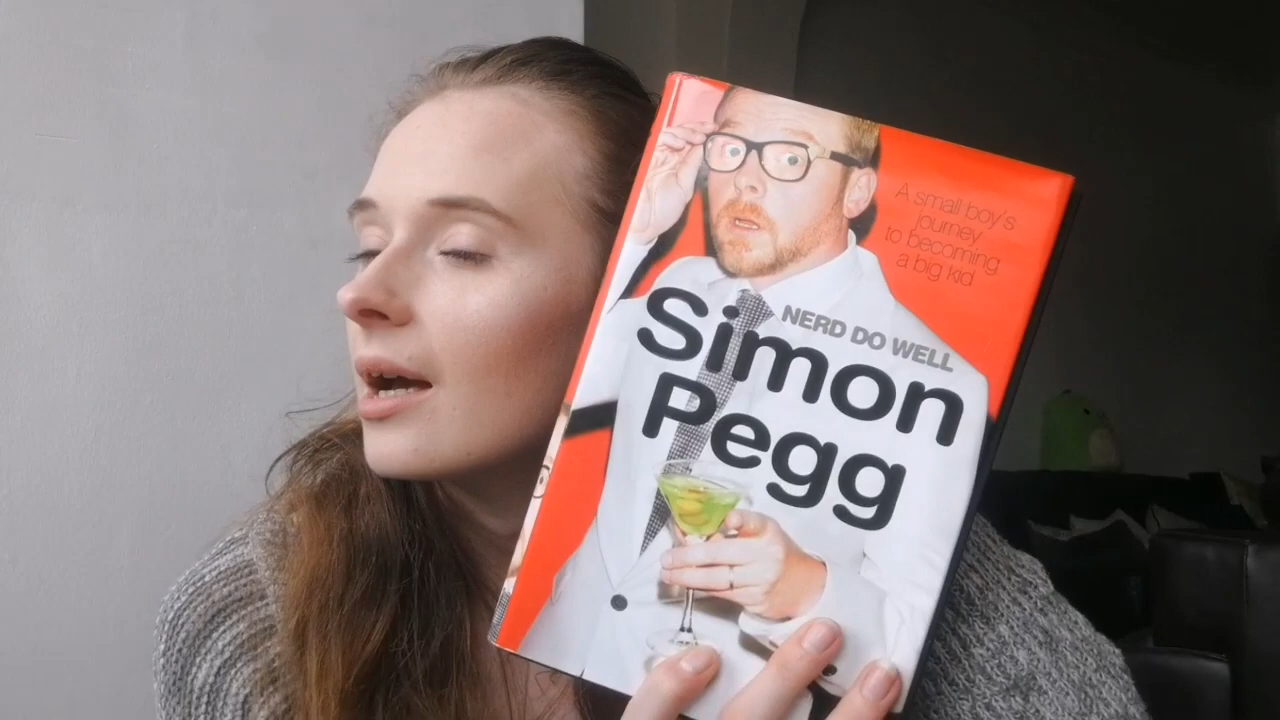 A small boy's
journey
to becoming
a big kid
NERD DO WELL
Simon
Pegg